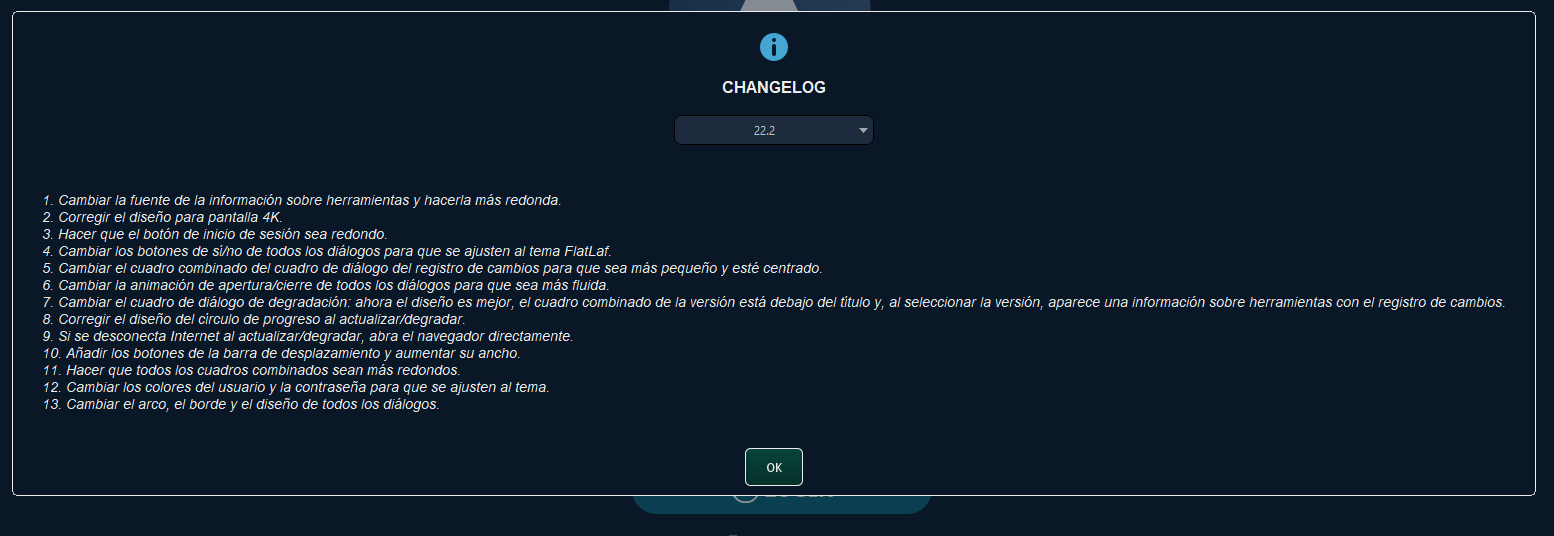 CHANGELOG
22.2
1. Cambiar la fuente de la información sobre herramientas y hacerla más redonda.
2. Corregir el diseño para pantalla 4K.
3. Hacer que el botón de inicio de sesión sea redondo.
4. Cambiar los botones de sí/no de todos los diálogos para que se ajusten al tema FlatLaf.
5. Cambiar el cuadro combinado del cuadro de diálogo del registro de cambios para que sea más pequeño y esté centrado.
6. Cambiar la animación de apertura/cierre de todos los diálogos para que sea más fluida.
7. Cambiar el cuadro de diálogo de degradación: ahora el diseño es mejor, el cuadro combinado de la versión está debajo del título y, al seleccionar la versión, aparece una información sobre herramientas con el registro de cambios.
8. Corregir el diseño del círculo de progreso al actualizar/degradar.
9. Si se desconecta Internet al actualizar/degradar, abra el navegador directamente.
10. Añadir los botones de la barra de desplazamiento y aumentar su ancho.
11. Hacer que todos los cuadros combinados sean más redondos.
12. Cambiar los colores del usuario y la contraseña para que se ajusten al tema.
13. Cambiar el arco, el borde y el diseño de todos los diálogos.
OK